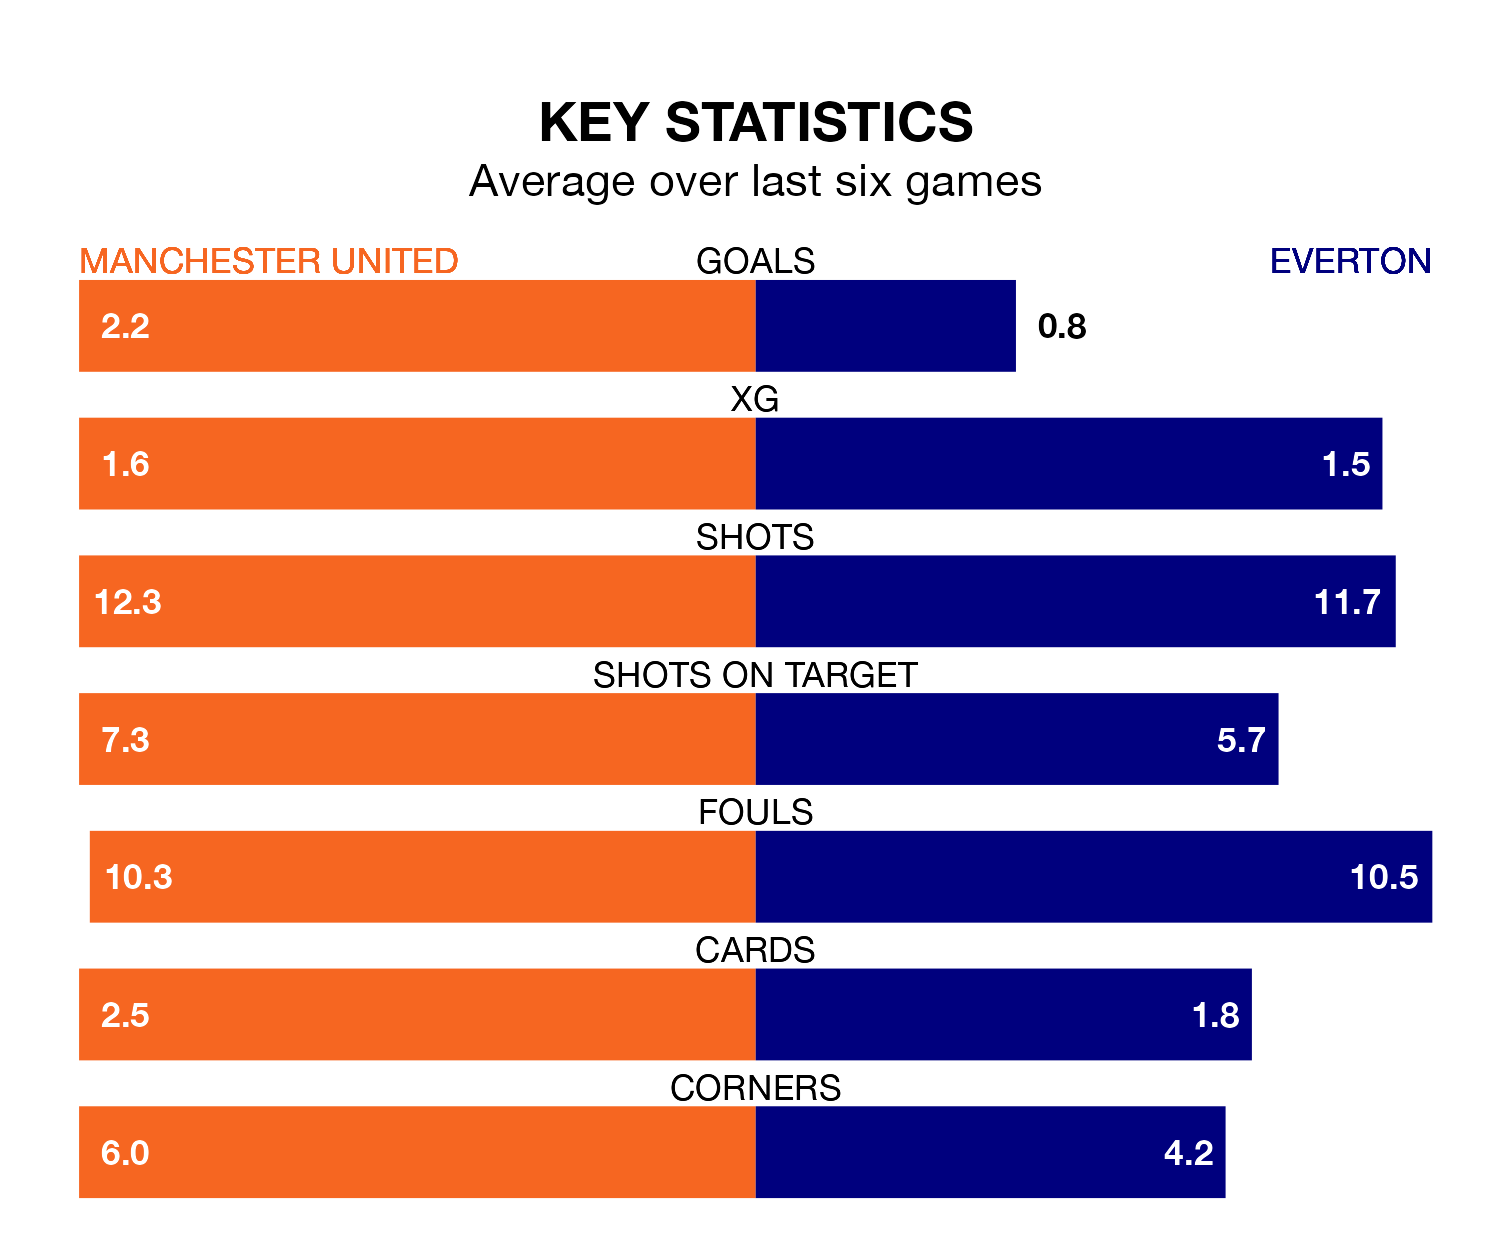 KEY STATISTICS
Average over last six games
MANCHESTER UNITED GOALS EVERTON
2.2 0.8
XG
1.6 1.5
SHOTS
12.3 11.7
SHOTS ON TARGET
7.3 5.7
FOULS
10.3 10.5
CARDS
2.5 1.8
CORNERS
6.0 4.2